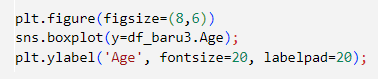 plt.figure(figsize=(8,6))
sns.boxplot(y=df_baru3.Age);
plt.ylabel('Age', fontsize=20, labelpad=20);